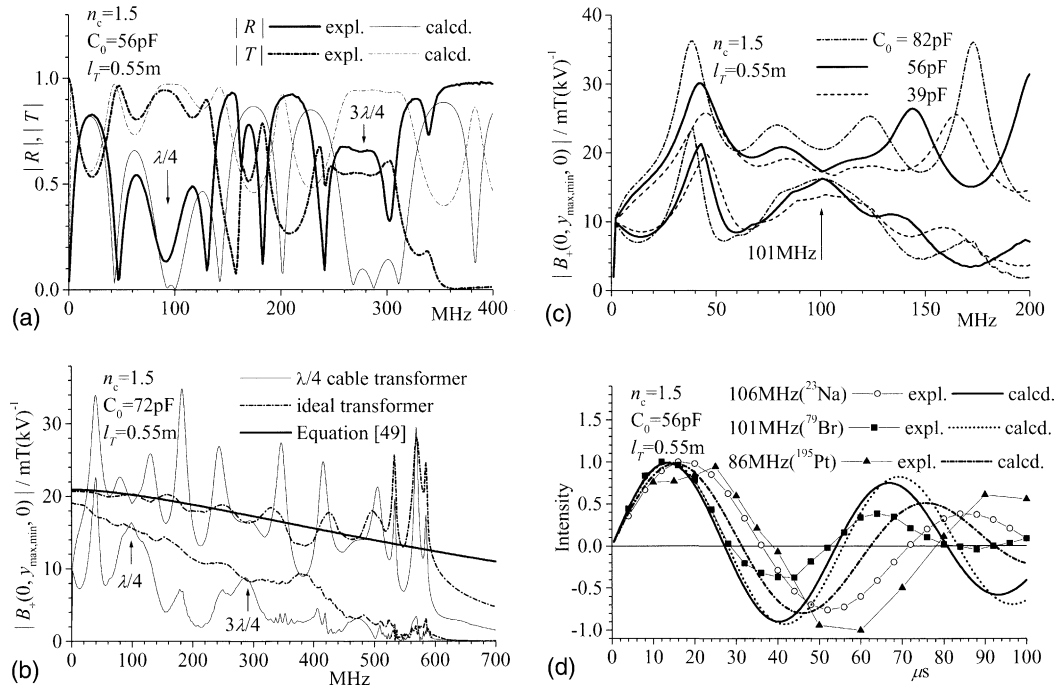 n_c=1.5
C_0=56pF
l_T=0.55m
|R| expl. calcd.
|T| expl. calcd.
|R|, |T|
1.0
0.5
0.0
λ/4
3λ/4
0 100 200 300 400
MHz
(a)
n_c=1.5
l_T=0.55m
C_0 = 82pF
56pF
39pF
|B_+(0, y_max,min, 0)| / mT(kV)^-1
40
30
20
10
0
101MHz
0 50 100 150 200
MHz
(c)
n_c=1.5
C_0=72pF
l_T=0.55m
λ/4 cable transformer
ideal transformer
Equation [49]
|B_+(0, y_max,min, 0)| / mT(kV)^-1
30
20
10
0
λ/4
3λ/4
0 100 200 300 400 500 600 700
MHz
(b)
n_c=1.5
C_0=56pF
l_T=0.55m
106MHz(^23Na) expl. calcd.
101MHz(^79Br) expl. calcd.
86MHz(^195Pt) expl. calcd.
Intensity
1.5
1.0
0.5
0.0
-0.5
-1.0
0 10 20 30 40 50 60 70 80 90 100
μs
(d)